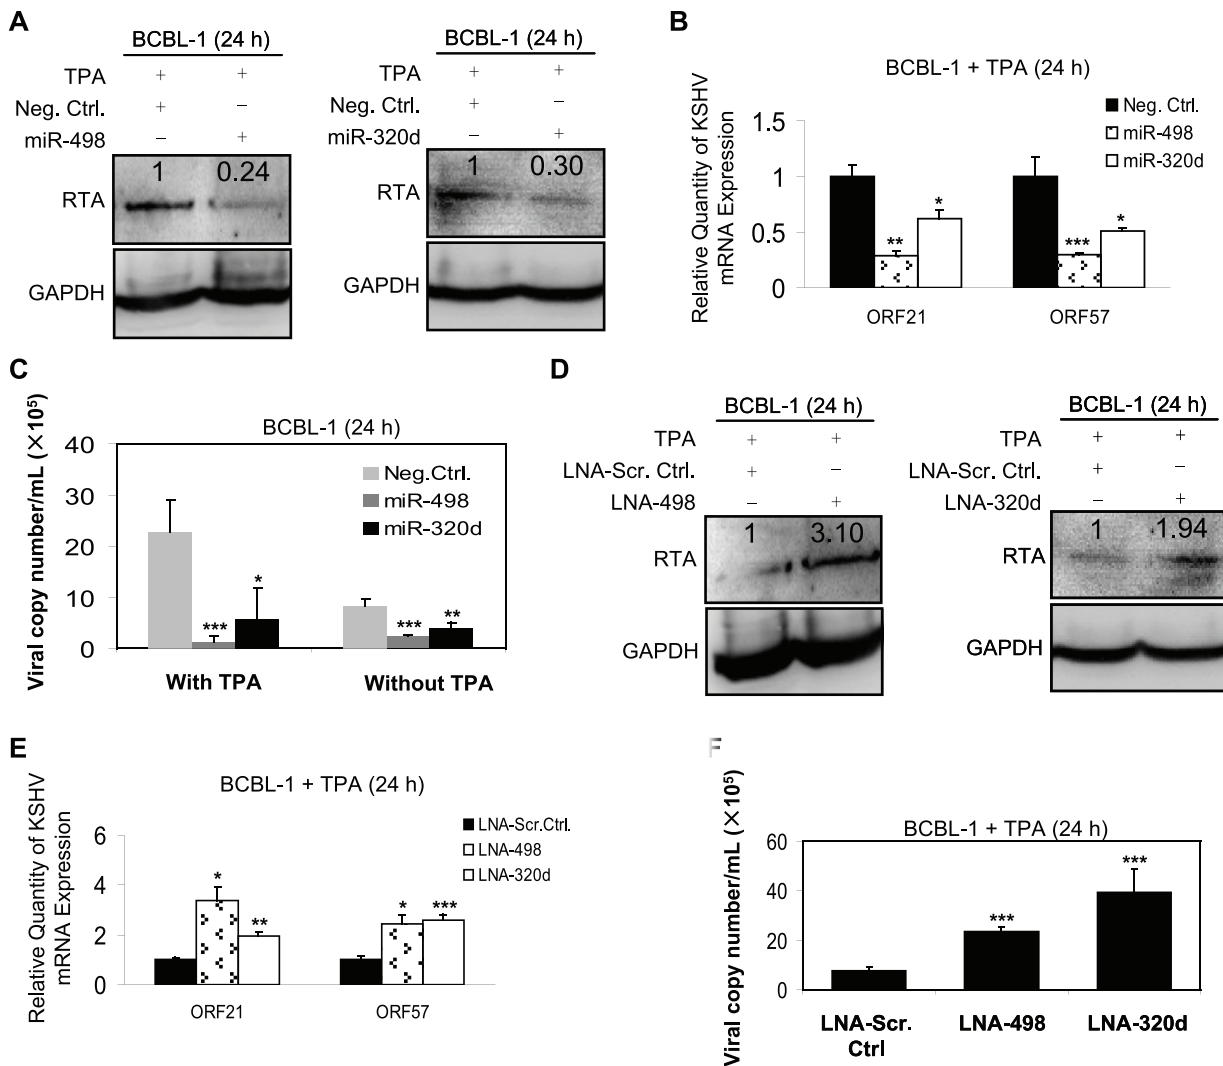 A
BCBL-1 (24 h)
TPA + +
Neg. Ctrl. + –
miR-498 – +
RTA 1 0.24
GAPDH
BCBL-1 (24 h)
TPA + +
Neg. Ctrl. + –
miR-320d – +
RTA 1 0.30
GAPDH
B
BCBL-1 + TPA (24 h)
Relative Quantity of KSHV
mRNA Expression
Neg. Ctrl.
miR-498
miR-320d
1.5
1
0.5
0
** *
*** *
ORF21 ORF57
C
BCBL-1 (24 h)
Viral copy number/mL (×10⁵)
40
30
20
10
0
Neg.Ctrl.
miR-498
miR-320d
*** *
*** **
With TPA Without TPA
D
BCBL-1 (24 h)
TPA + +
LNA-Scr. Ctrl. + –
LNA-498 – +
RTA 1 3.10
GAPDH
BCBL-1 (24 h)
TPA + +
LNA-Scr. Ctrl. + –
LNA-320d – +
RTA 1 1.94
GAPDH
E
BCBL-1 + TPA (24 h)
Relative Quantity of KSHV
mRNA Expression
6
4
2
0
LNA-Scr.Ctrl.
LNA-498
LNA-320d
* **
* ***
ORF21 ORF57
F
BCBL-1 + TPA (24 h)
Viral copy number/mL (×10⁵)
60
40
20
0
*** ***
LNA-Scr. LNA-498 LNA-320d
Ctrl